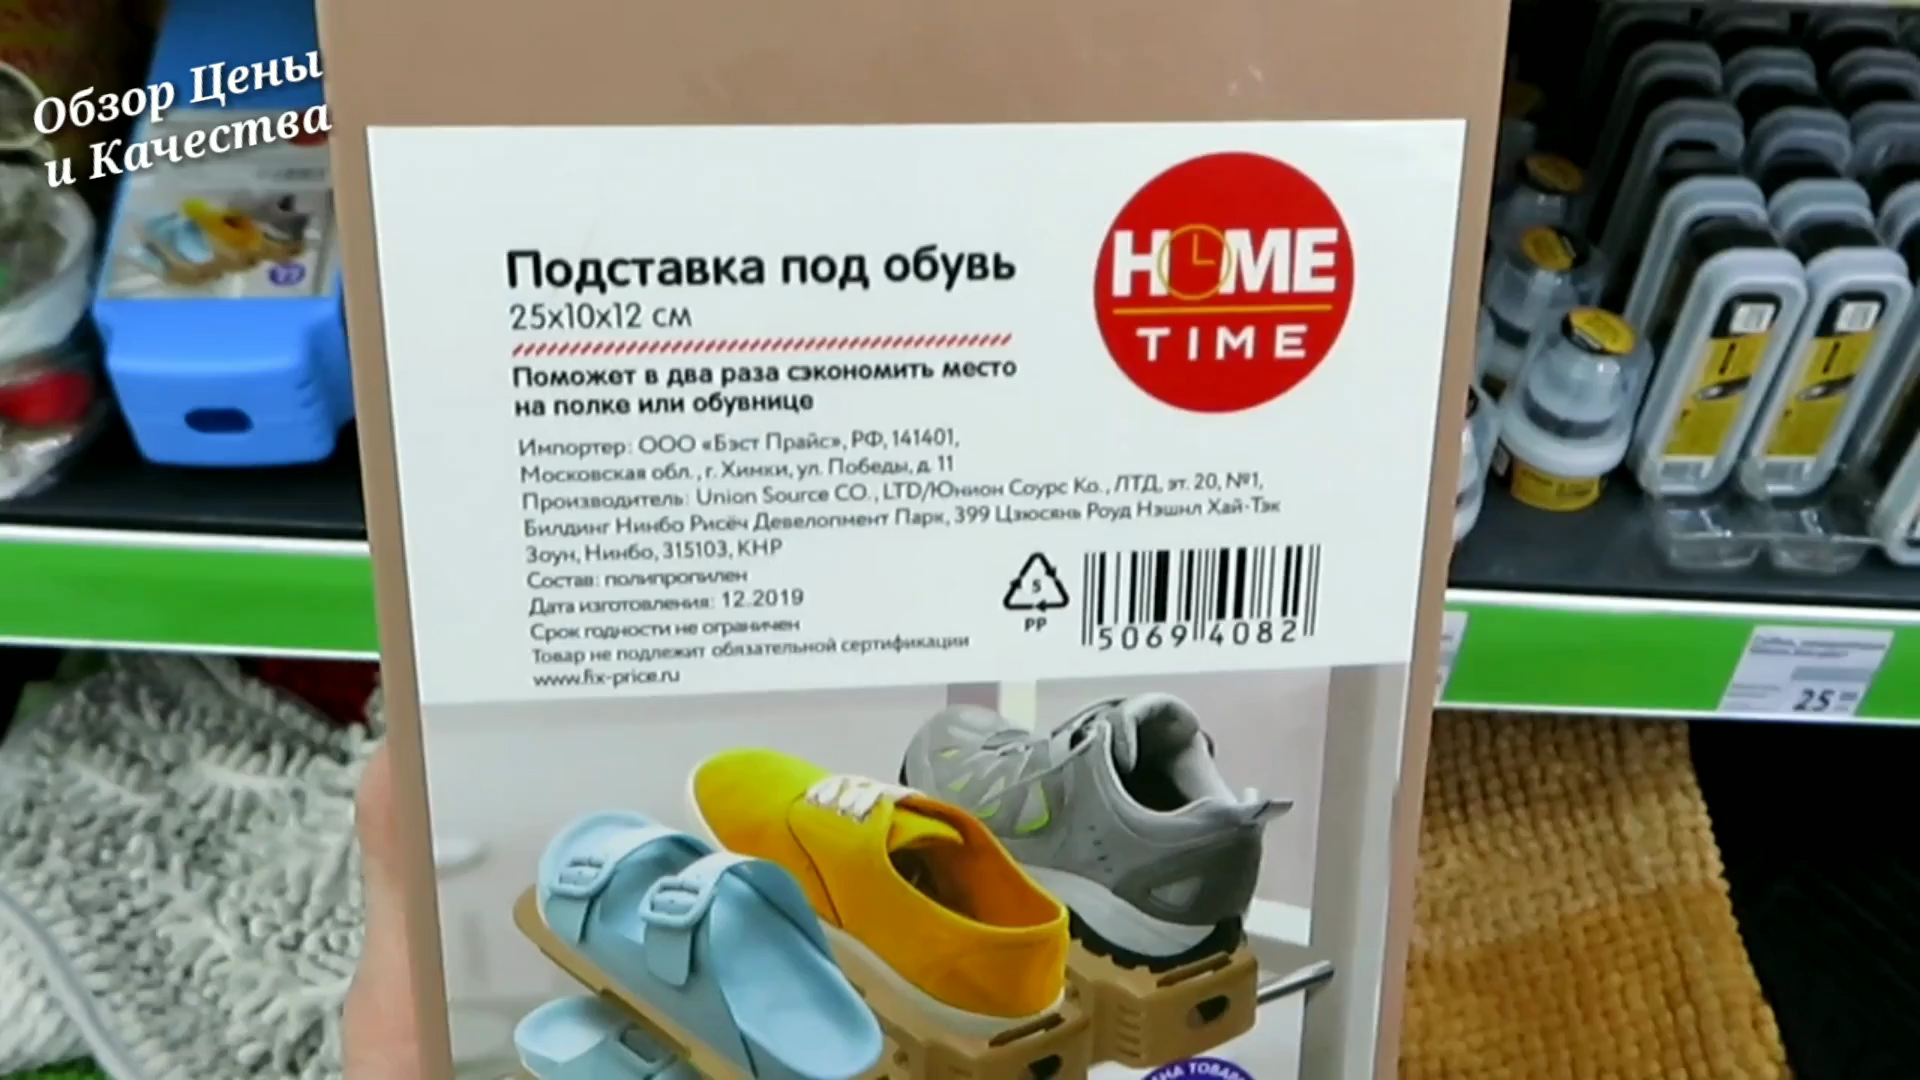 Обзор Цены
и Качества
HOME
TIME
Подставка под обувь
25х10х12 см
Поможет в два раза сэкономить место
на полке или обувнице
Импортер: ООО «Бэст Прайс», РФ, 141401,
Московская обл., г. Химки, ул. Победы, д. 11
Производитель: Union Source CO., LTD/Юнион Соурс Ко., ЛТД, эт. 20, №1,
Билдинг Нинбо Рисёч Девелопмент Парк, 399 Цзюсянь Роуд Нэшнл Хай-Тэк
Зоун, Нинбо, 315103, КНР
Состав: полипропилен
Дата изготовления: 12.2019
Срок годности не ограничен
Товар не подлежит обязательной сертификации
www.fix-price.ru
5
PP
5069 4082
25
НА ТОВАР